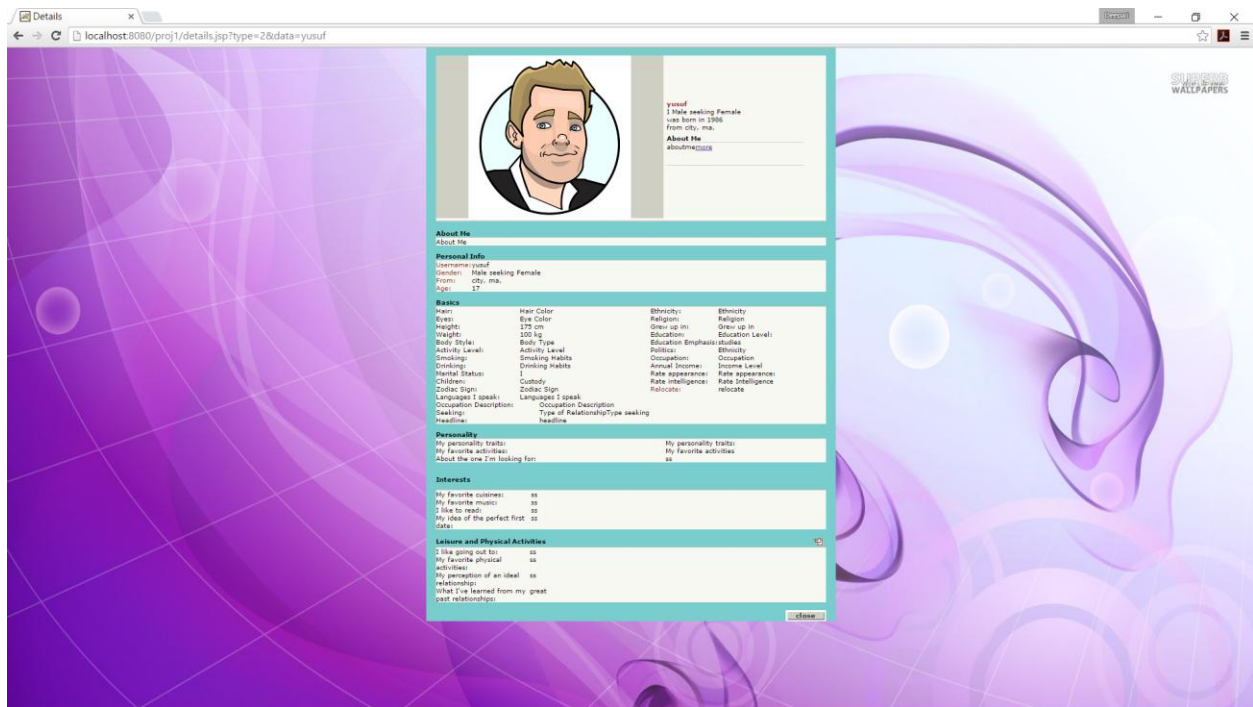 Details
localhost:8080/proj1/details.jsp?type=2&data=yusuf
WALLPAPERS
yusuf
I Male seeking Female
was born in 1986
from city, ma.
About Me
aboutmemore
About Me
About Me
Personal Info
Username: yusuf
Gender: Male seeking Female
From: city, ma.
Age: 17
Basics
Hair: Hair Color Ethnicity: Ethnicity
Eyes: Eye Color Religion: Religion
Height: 175 cm Grew up in: Grew up in
Weight: 100 kg Education: Education Level:
Body Style: Body Type Education Emphasis: studies
Activity Level: Activity Level Politics: Ethnicity
Smoking: Smoking Habits Occupation: Occupation
Drinking: Drinking Habits Annual Income: Income Level
Marital Status: I Rate appearance: Rate appearance:
Children: Custody Rate intelligence: Rate Intelligence
Zodiac Sign: Zodiac Sign Relocate: relocate
Languages I speak: Languages I speak
Occupation Description: Occupation Description
Seeking: Type of RelationshipType seeking
Headline: headline
Personality
My personality traits: My personality traits:
My favorite activities: My favorite activities
About the one I'm looking for: ss
Interests
My favorite cuisines: ss
My favorite music: ss
I like to read: ss
My idea of the perfect first ss
date:
Leisure and Physical Activities
I like going out to: ss
My favorite physical ss
activities:
My perception of an ideal ss
relationship:
What I've learned from my great
past relationships:
close